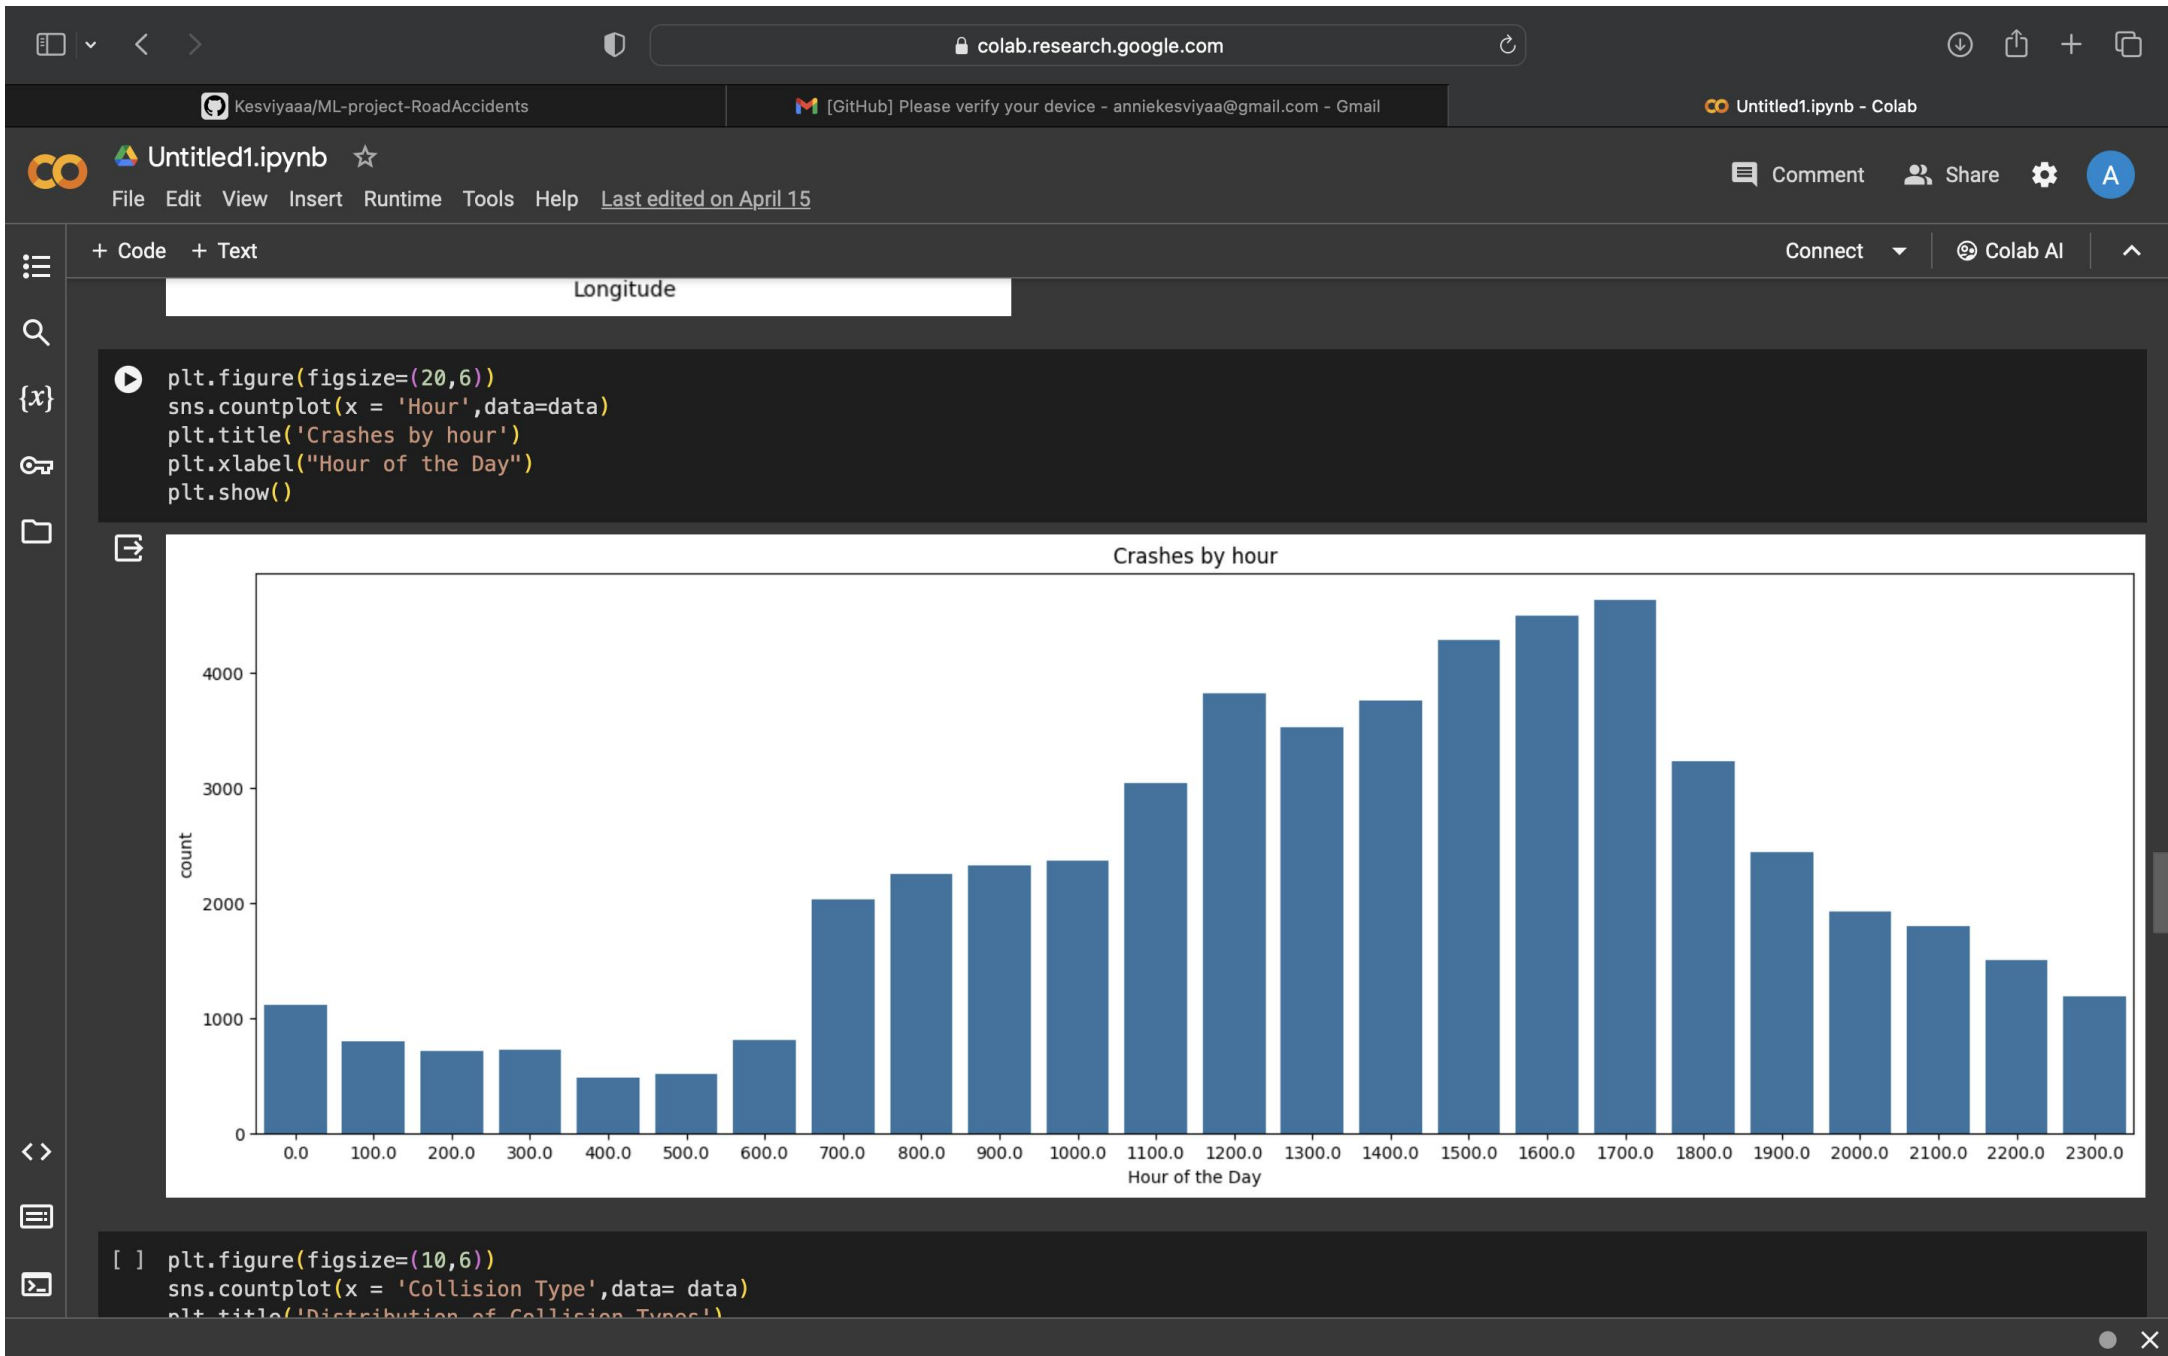 colab.research.google.com
Kesviyaaa/ML-project-RoadAccidents
[GitHub] Please verify your device - anniekesviyaa@gmail.com - Gmail
Untitled1.ipynb - Colab
Untitled1.ipynb
Comment
Share
A
File Edit View Insert Runtime Tools Help Last edited on April 15
+ Code + Text
Connect
Colab AI
Longitude
{x}
plt.figure(figsize=(20,6))
sns.countplot(x = 'Hour',data=data)
plt.title('Crashes by hour')
plt.xlabel("Hour of the Day")
plt.show()
Crashes by hour
4000
3000
2000
1000
0
count
0.0 100.0 200.0 300.0 400.0 500.0 600.0 700.0 800.0 900.0 1000.0 1100.0 1200.0 1300.0 1400.0 1500.0 1600.0 1700.0 1800.0 1900.0 2000.0 2100.0 2200.0 2300.0
Hour of the Day
[ ] plt.figure(figsize=(10,6))
sns.countplot(x = 'Collision Type',data= data)
plt.title('Distribution of Collision Types')